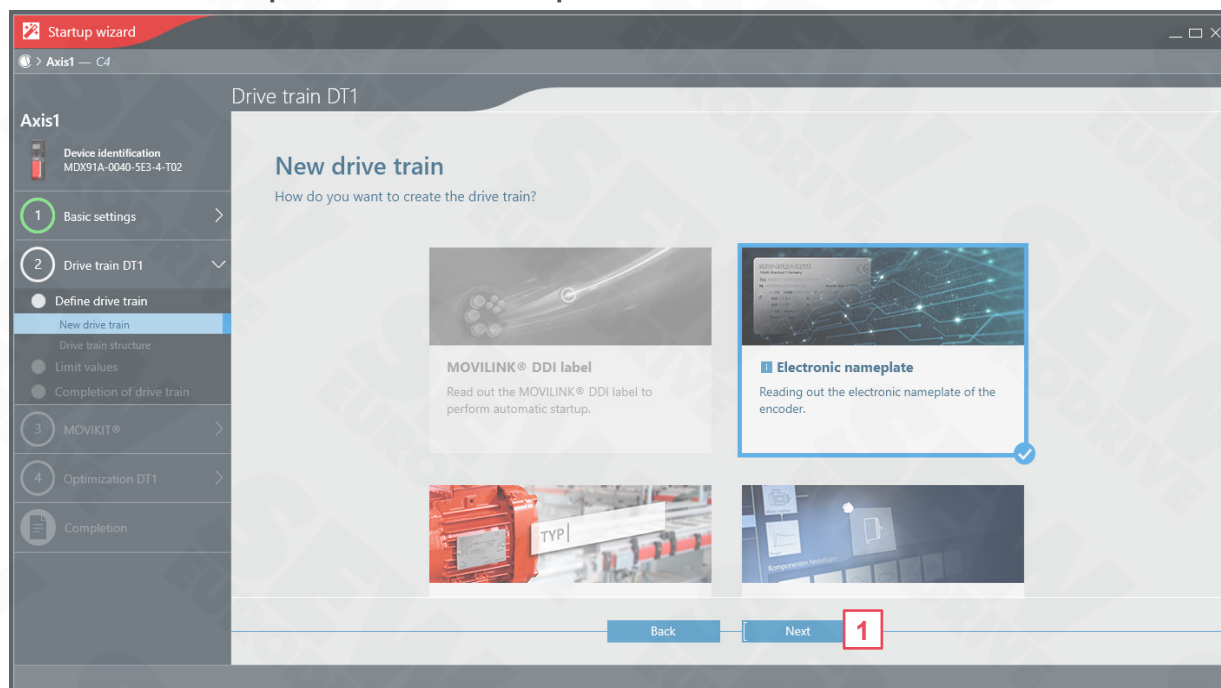 Startup wizard
> Axis1 — C4
Drive train DT1
Axis1
Device identification
MDX91A-0040-5E3-4-T02
1 Basic settings
2 Drive train DT1
Define drive train
New drive train
Drive train structure
Limit values
Completion of drive train
3 MOVIKIT®
4 Optimization DT1
Completion
New drive train
How do you want to create the drive train?
MOVILINK® DDI label
Read out the MOVILINK® DDI label to
perform automatic startup.
Electronic nameplate
Reading out the electronic nameplate of the
encoder.
TYP
Komponenten hinzufügen
Back
Next
1